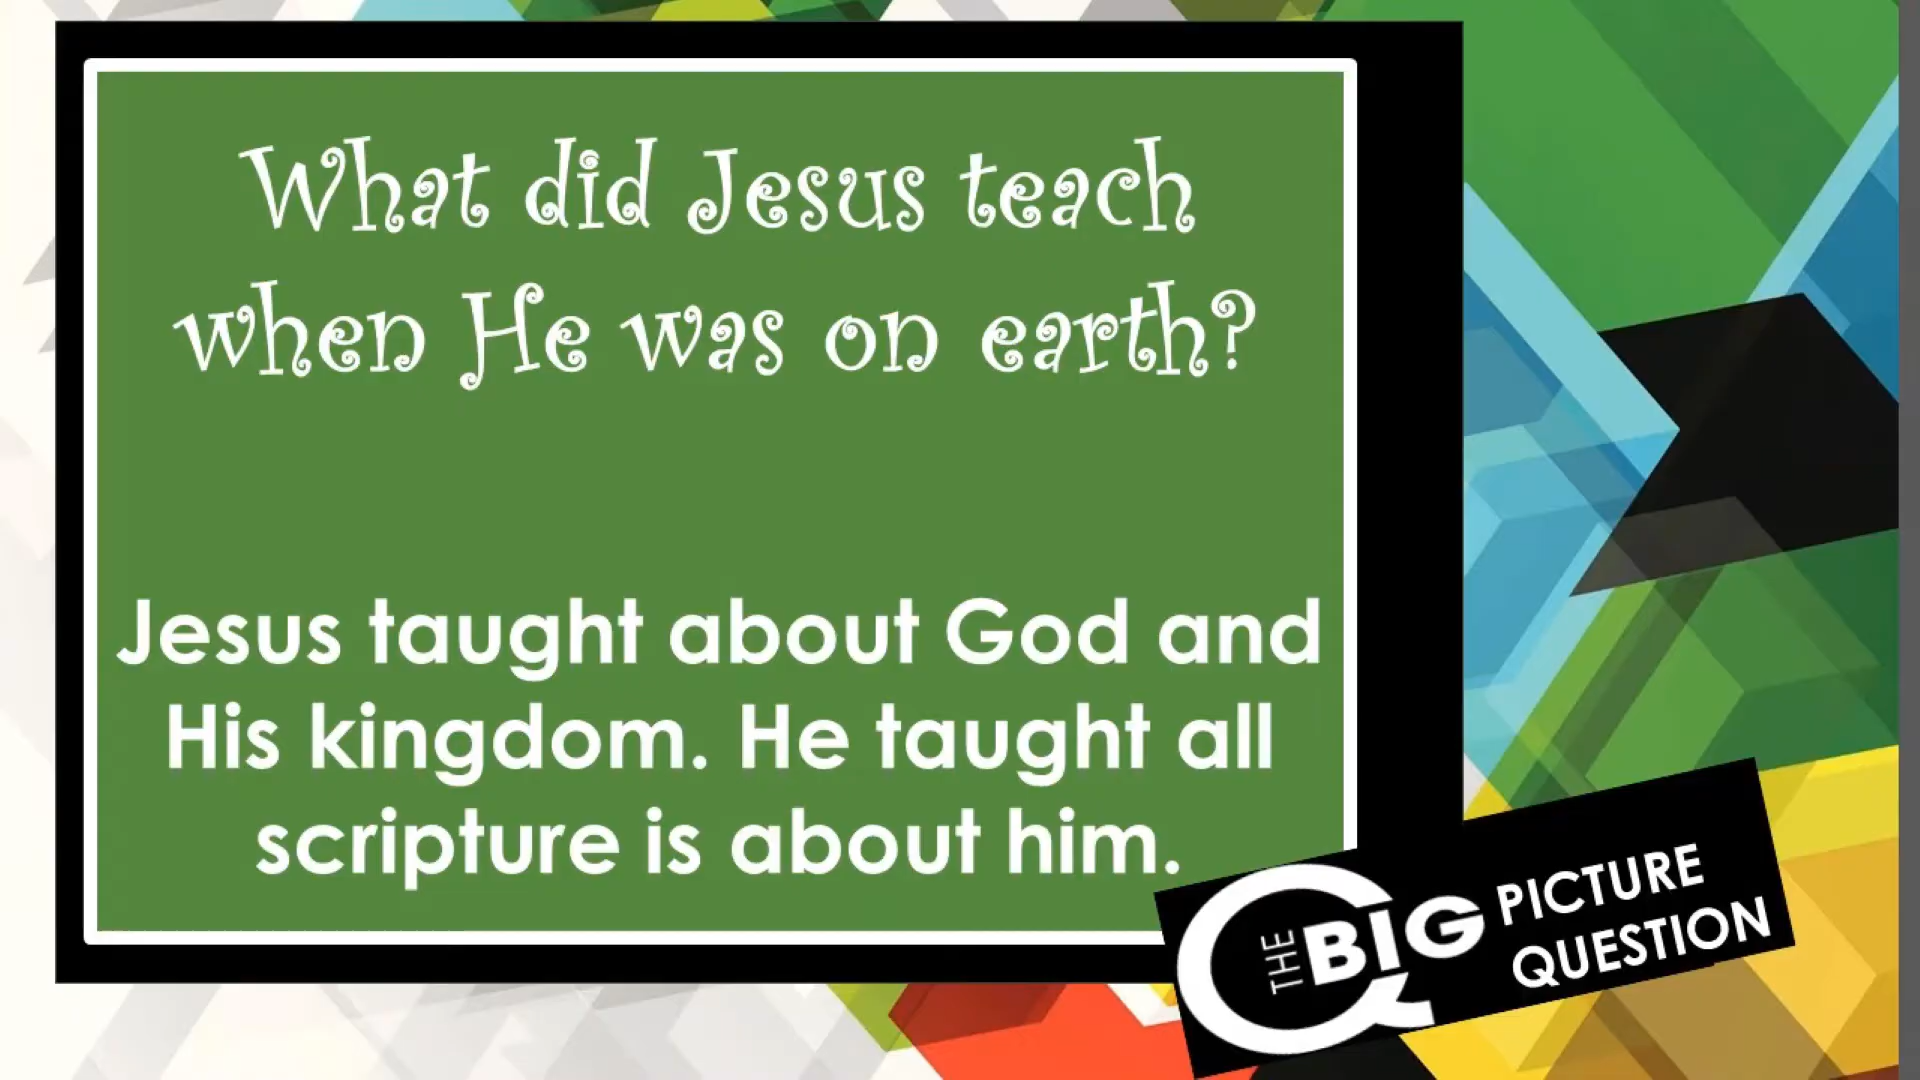 What did Jesus teach
when He was on earth?
Jesus taught about God and
His kingdom. He taught all
scripture is about him.
THE BIG PICTURE
QUESTION